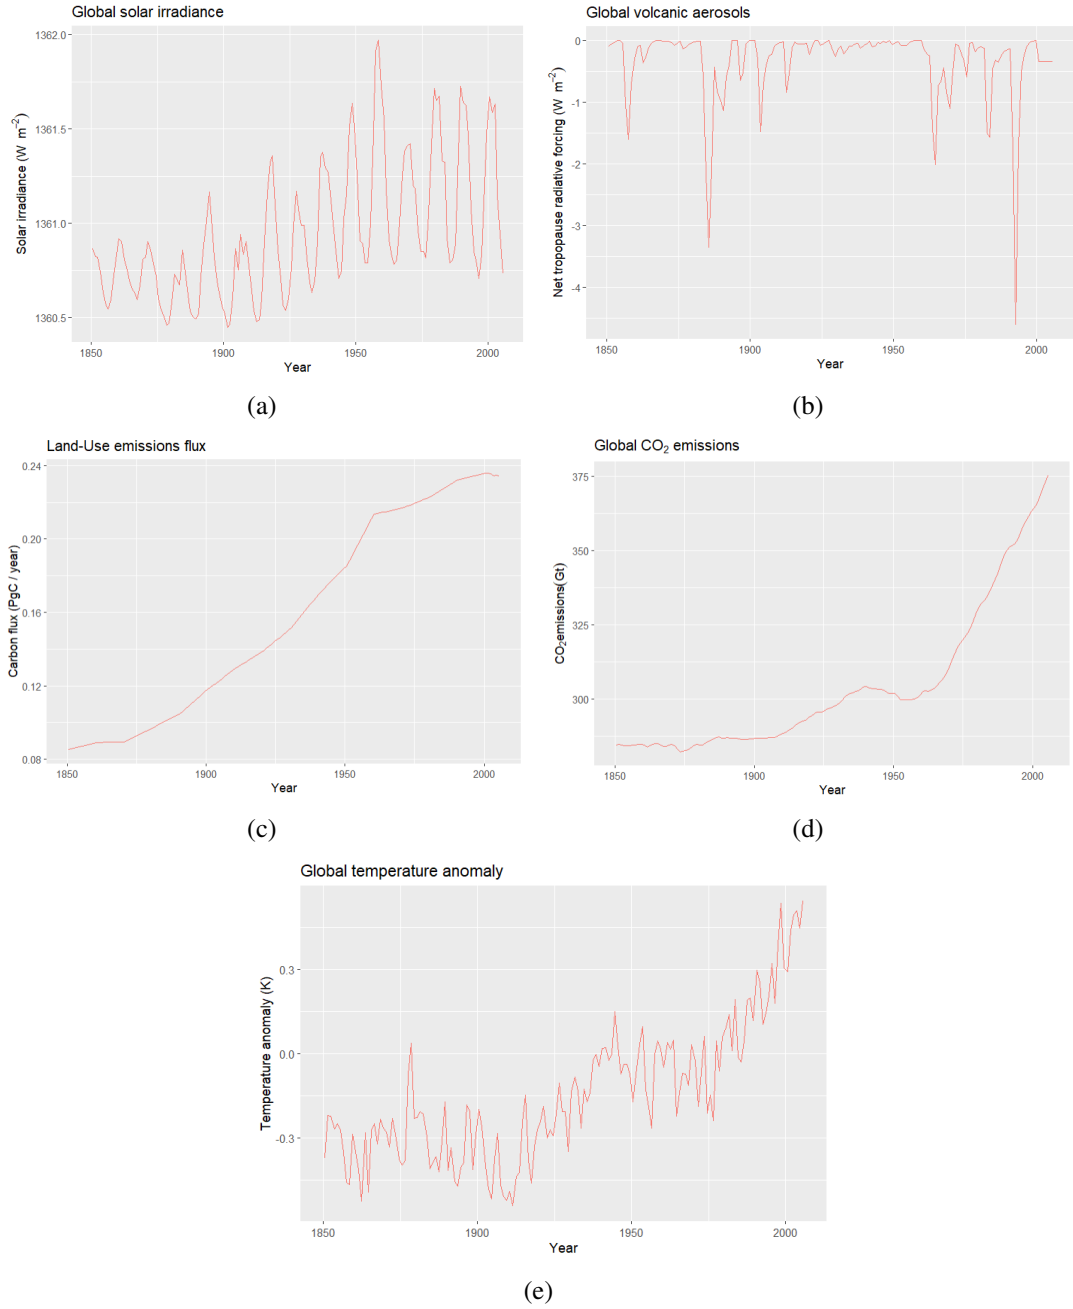 Global solar irradiance
Solar irradiance (W m⁻²)
1362.0
1361.5
1361.0
1360.5
1850 1900 1950 2000
Year
(a)
Global volcanic aerosols
Net tropopause radiative forcing (W m⁻²)
0
-1
-2
-3
-4
1850 1900 1950 2000
Year
(b)
Land-Use emissions flux
Carbon flux (PgC / year)
0.24
0.20
0.16
0.12
0.08
1850 1900 1950 2000
Year
(c)
Global CO₂ emissions
CO₂emissions(Gt)
375
350
325
300
1850 1900 1950 2000
Year
(d)
Global temperature anomaly
Temperature anomaly (K)
0.3
0.0
-0.3
1850 1900 1950 2000
Year
(e)